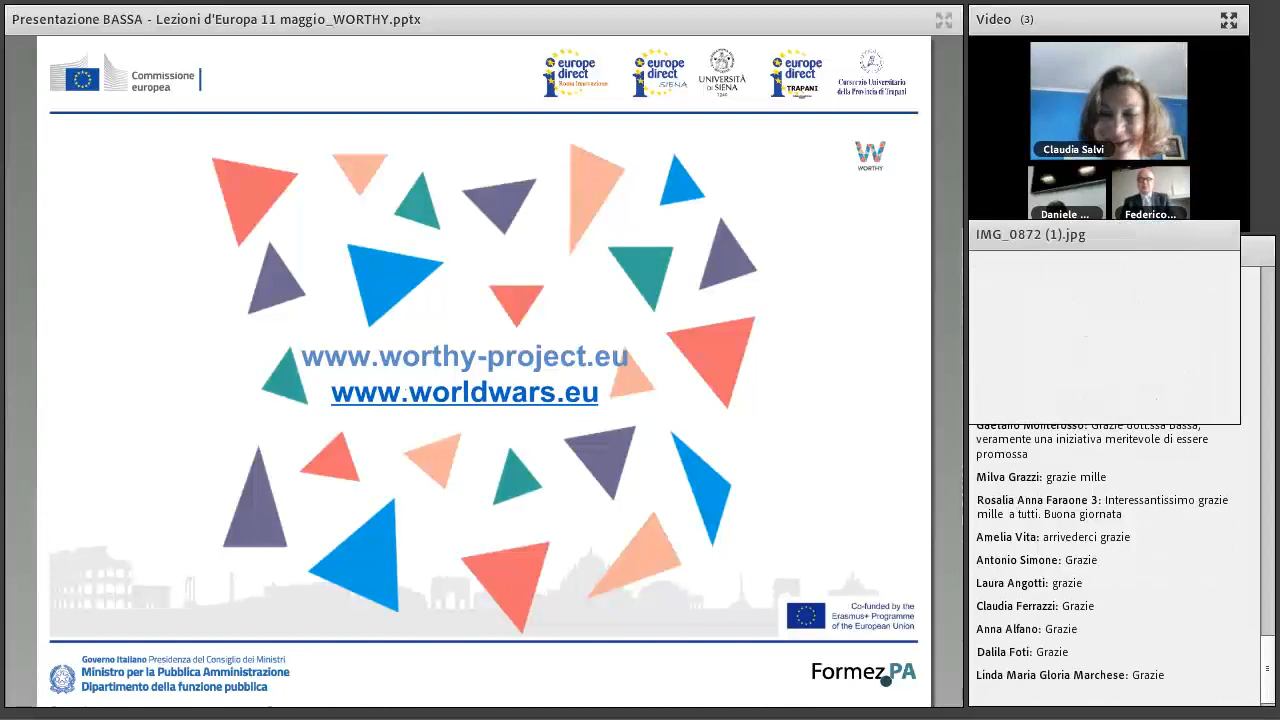 Presentazione BASSA - Lezioni d'Europa 11 maggio_WORTHY.pptx
Commissione
europea
europe
direct
Roma Innovazione
europe
direct
SIENA
UNIVERSITÀ
DI SIENA
1240
europe
direct
TRAPANI
Consorzio Universitario
della Provincia di Trapani
WORTHY
www.worthy-project.eu
www.worldwars.eu
Co-funded by the
Erasmus+ Programme
of the European Union
Governo Italiano Presidenza del Consiglio dei Ministri
Ministro per la Pubblica Amministrazione
Dipartimento della funzione pubblica
Formez PA
Video (3)
Claudia Salvi
Daniele ...
Federico...
IMG_0872 (1).jpg
Gaetano Monterosso: Grazie dott.ssa Bassa,
veramente una iniziativa meritevole di essere
promossa
Milva Grazzi: grazie mille
Rosalia Anna Faraone 3: Interessantissimo grazie
mille a tutti. Buona giornata
Amelia Vita: arrivederci grazie
Antonio Simone: Grazie
Laura Angotti: grazie
Claudia Ferrazzi: Grazie
Anna Alfano: Grazie
Dalila Foti: Grazie
Linda Maria Gloria Marchese: Grazie